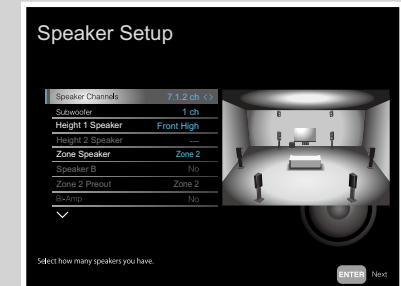 Speaker Setup
Speaker Channels 7.1.2 ch < >
Subwoofer 1 ch
Height 1 Speaker Front High
Height 2 Speaker ---
Zone Speaker Zone 2
Speaker B No
Zone 2 Preout Zone 2
Bi-Amp No
Select how many speakers you have.
ENTER Next